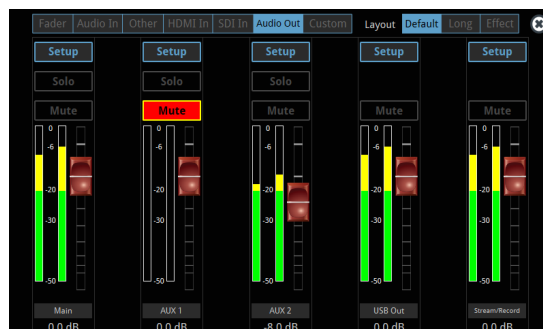 Fader Audio In Other HDMI In SDI In Audio Out Custom Layout Default Long Effect
Setup Setup Setup Setup Setup
Solo Solo Solo
Mute Mute Mute Mute Mute
0 0 0 0 0
-6 -6 -6 -6 -6
-20 -20 -20 -20 -20
-30 -30 -30 -30 -30
-50 -50 -50 -50 -50
Main AUX 1 AUX 2 USB Out Stream/Record
0.0 dB 0.0 dB -8.0 dB 0.0 dB 0.0 dB